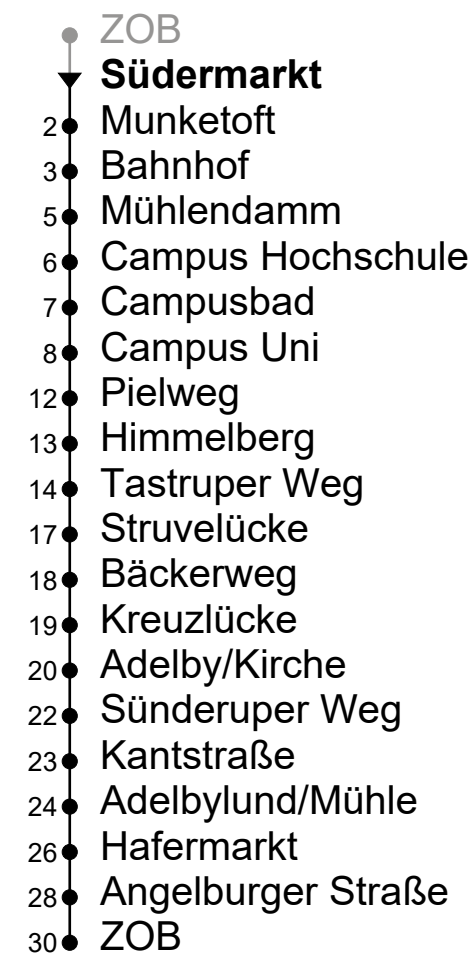 ZOB
Südermarkt
2 Munketoft
3 Bahnhof
5 Mühlendamm
6 Campus Hochschule
7 Campusbad
8 Campus Uni
12 Pielweg
13 Himmelberg
14 Tastruper Weg
17 Struvelücke
18 Bäckerweg
19 Kreuzlücke
20 Adelby/Kirche
22 Sünderuper Weg
23 Kantstraße
24 Adelbylund/Mühle
26 Hafermarkt
28 Angelburger Straße
30 ZOB